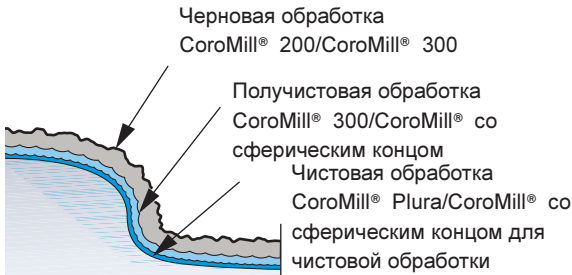 Черновая обработка
CoroMill® 200/CoroMill® 300
Получистовая обработка
CoroMill® 300/CoroMill® со
сферическим концом
Чистовая обработка
CoroMill® Plura/CoroMill® со
сферическим концом для
чистовой обработки